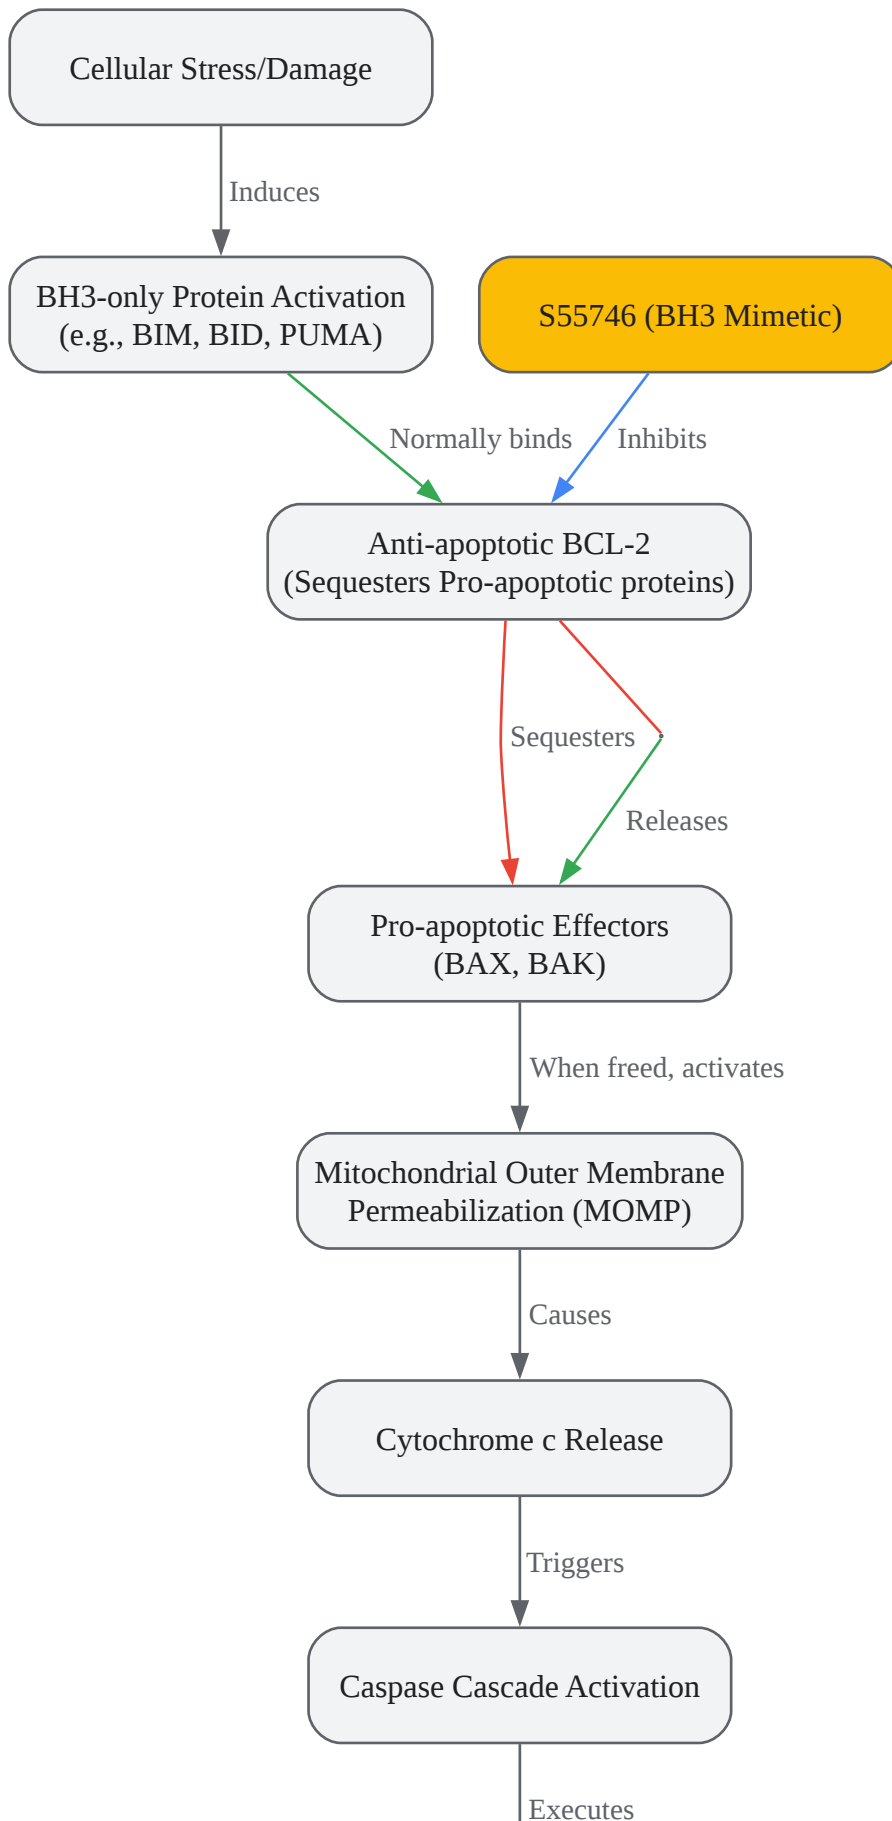 Cellular Stress/Damage
Induces
BH3-only Protein Activation
(e.g., BIM, BID, PUMA)
S55746 (BH3 Mimetic)
Normally binds
Inhibits
Anti-apoptotic BCL-2
(Sequesters Pro-apoptotic proteins)
Sequesters
Releases
Pro-apoptotic Effectors
(BAX, BAK)
When freed, activates
Mitochondrial Outer Membrane
Permeabilization (MOMP)
Causes
Cytochrome c Release
Triggers
Caspase Cascade Activation
Executes